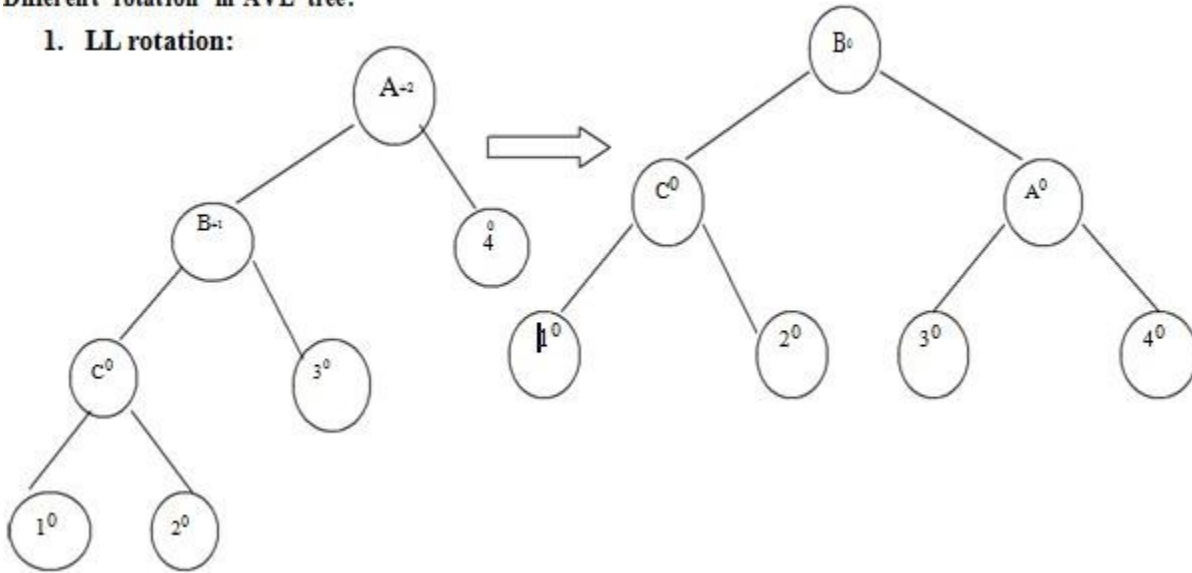 Different rotation in AVL tree:
1. LL rotation:
A+2
B+1
4⁰
C⁰
3⁰
1⁰
2⁰
B⁰
C⁰
A⁰
1⁰
2⁰
3⁰
4⁰